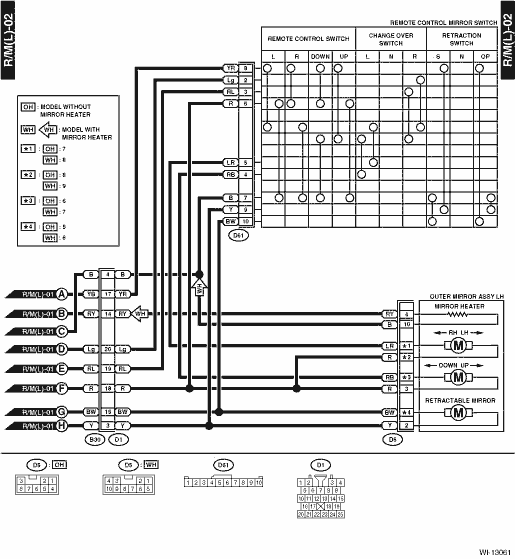 R/M(L)-02
R/M(L)-02
REMOTE CONTROL MIRROR SWITCH
REMOTE CONTROL SWITCH
CHANGE OVER SWITCH
RETRACTION SWITCH
L R DOWN UP L N R S N OP
YR
Lg 2
RL 3
R 6
LR 5
RB 4
B 7
Y 9
BW 10
D61
OH : MODEL WITHOUT
MIRROR HEATER
WH WH : MODEL WITH
MIRROR HEATER
★1 : OH : 7
WH : 8
★2 : OH : 8
WH : 9
★3 : OH : 6
WH : 7
★4 : OH : 5
WH : 6
WH
B 4 B
R/M(L)-01 A YG 17 YR
R/M(L)-01 B RY 14 RY WH
R/M(L)-01 C
R/M(L)-01 D Lg 20 Lg
R/M(L)-01 E RL 19 RL
R/M(L)-01 F R 18 R
R/M(L)-01 G BW 15 BW
R/M(L)-01 H Y 3 Y
B30 D1
OUTER MIRROR ASSY LH
RY 4 MIRROR HEATER
B 10
RH LH
LR ★1 M
R ★2
DOWN UP
RB ★3 M
R 3
RETRACTABLE MIRROR
BW ★4 M
Y 2
D5
D5 : OH
D5 : WH
D61
D1
3 2 1
8 7 6 5 4
4 3 2 1
10 9 8 7 6 5
1 2 3 4 5 6 7 8 9 10
1 2 3 4
5 6 7 8 9
10 11 12 13 14 15
16 17 18 19
20 21 22 23 24 25
WI-13061